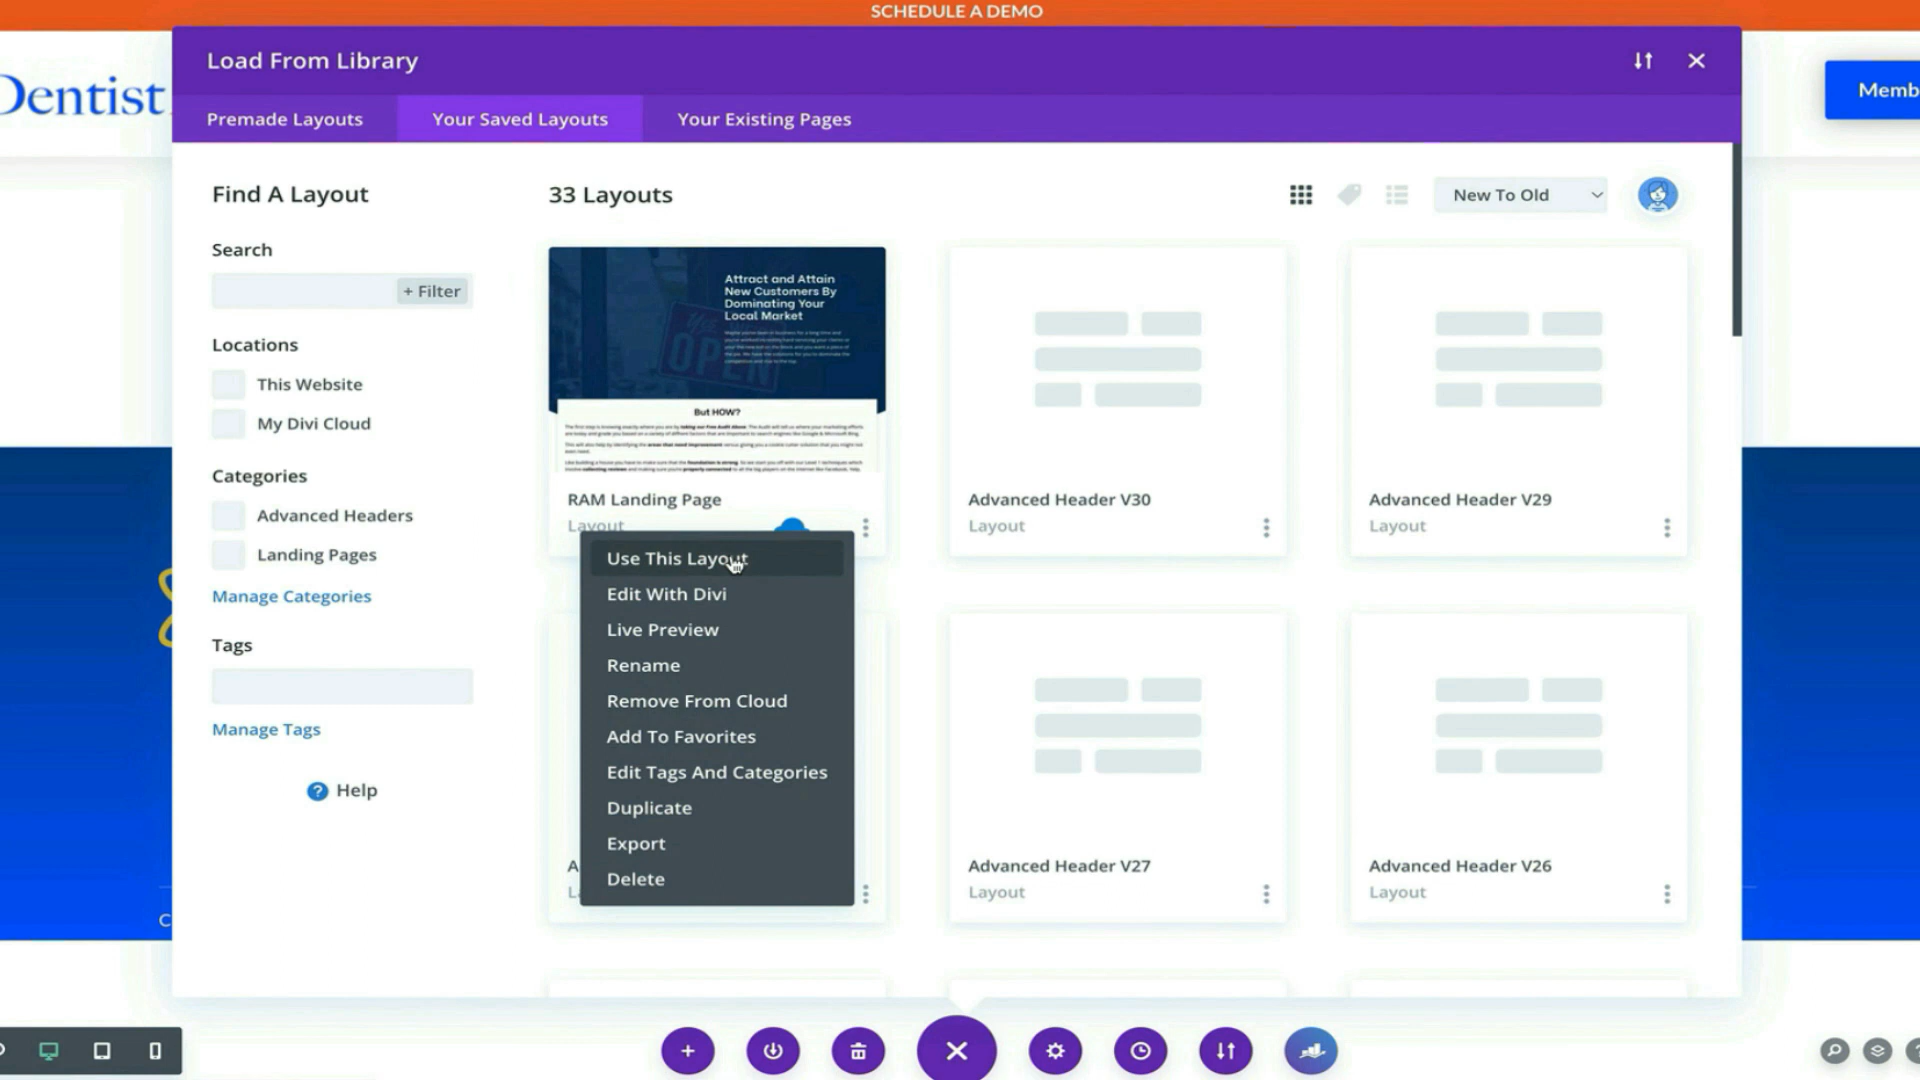 SCHEDULE A DEMO
Dentist
Memb
Load From Library
Premade Layouts
Your Saved Layouts
Your Existing Pages
Find A Layout
Search
+ Filter
Locations
This Website
My Divi Cloud
Categories
Advanced Headers
Landing Pages
Manage Categories
Tags
Manage Tags
? Help
33 Layouts
New To Old
Attract and Attain
New Customers By
Dominating Your
Local Market
OPEN
But HOW?
RAM Landing Page
Layout
Use This Layout
Edit With Divi
Live Preview
Rename
Remove From Cloud
Add To Favorites
Edit Tags And Categories
Duplicate
Export
Delete
Advanced Header V30
Layout
Advanced Header V29
Layout
A
L
Advanced Header V27
Layout
Advanced Header V26
Layout
C